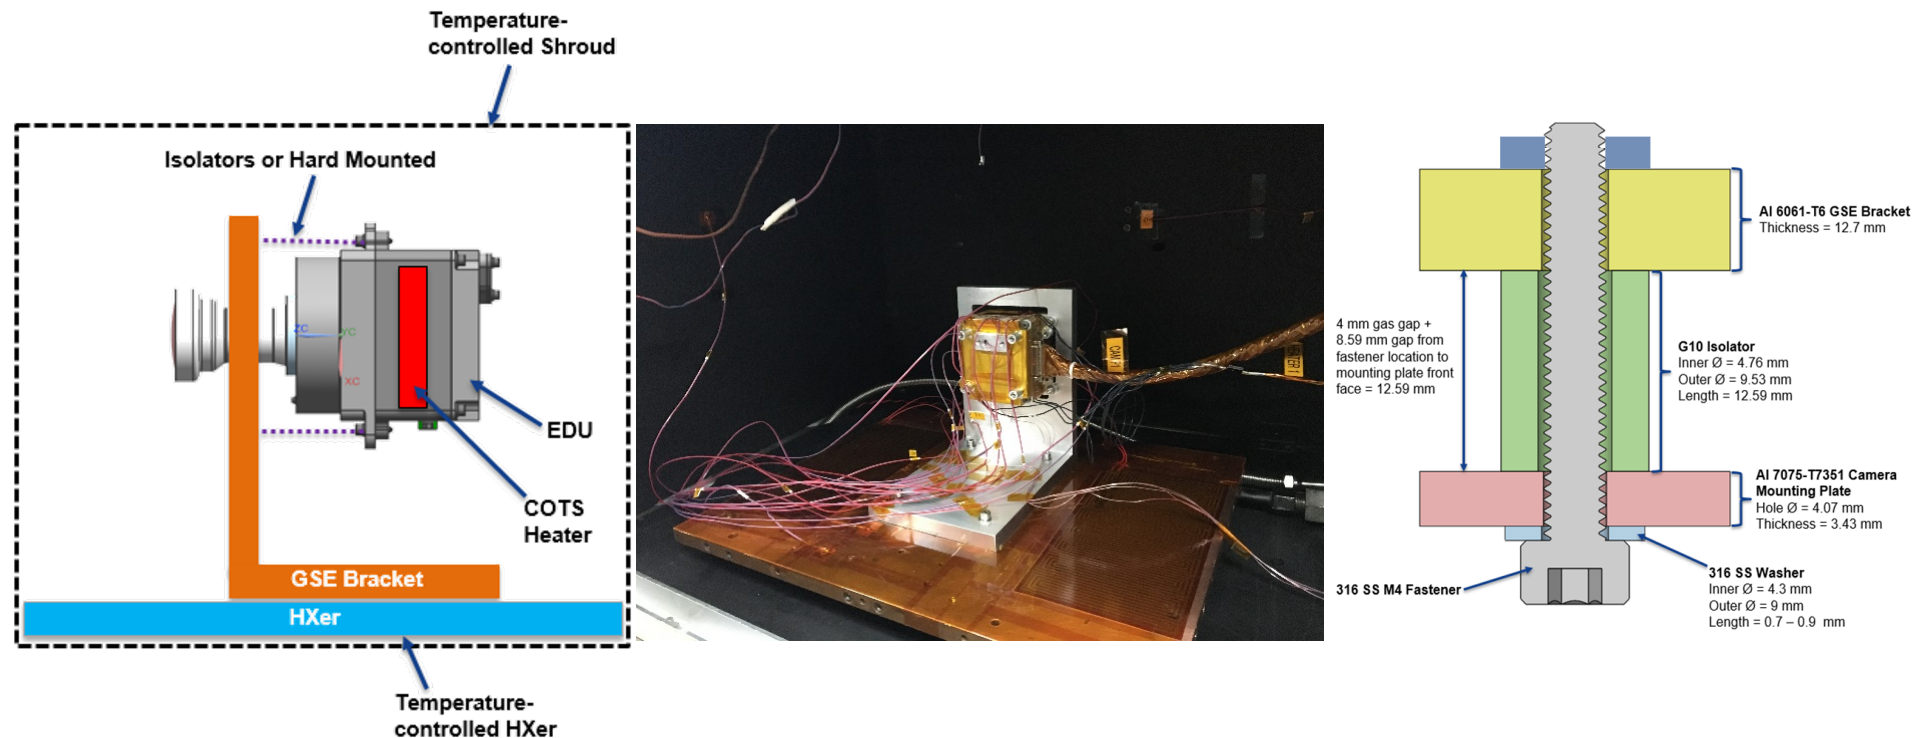 Temperature-
controlled Shroud
Isolators or Hard Mounted
ZC
YC
XC
EDU
COTS
Heater
GSE Bracket
HXer
Temperature-
controlled HXer
CAM 1
HEATER 1
Al 6061-T6 GSE Bracket
Thickness = 12.7 mm
4 mm gas gap +
8.59 mm gap from
fastener location to
mounting plate front
face = 12.59 mm
G10 Isolator
Inner Ø = 4.76 mm
Outer Ø = 9.53 mm
Length = 12.59 mm
Al 7075-T7351 Camera
Mounting Plate
Hole Ø = 4.07 mm
Thickness = 3.43 mm
316 SS M4 Fastener
316 SS Washer
Inner Ø = 4.3 mm
Outer Ø = 9 mm
Length = 0.7 – 0.9 mm